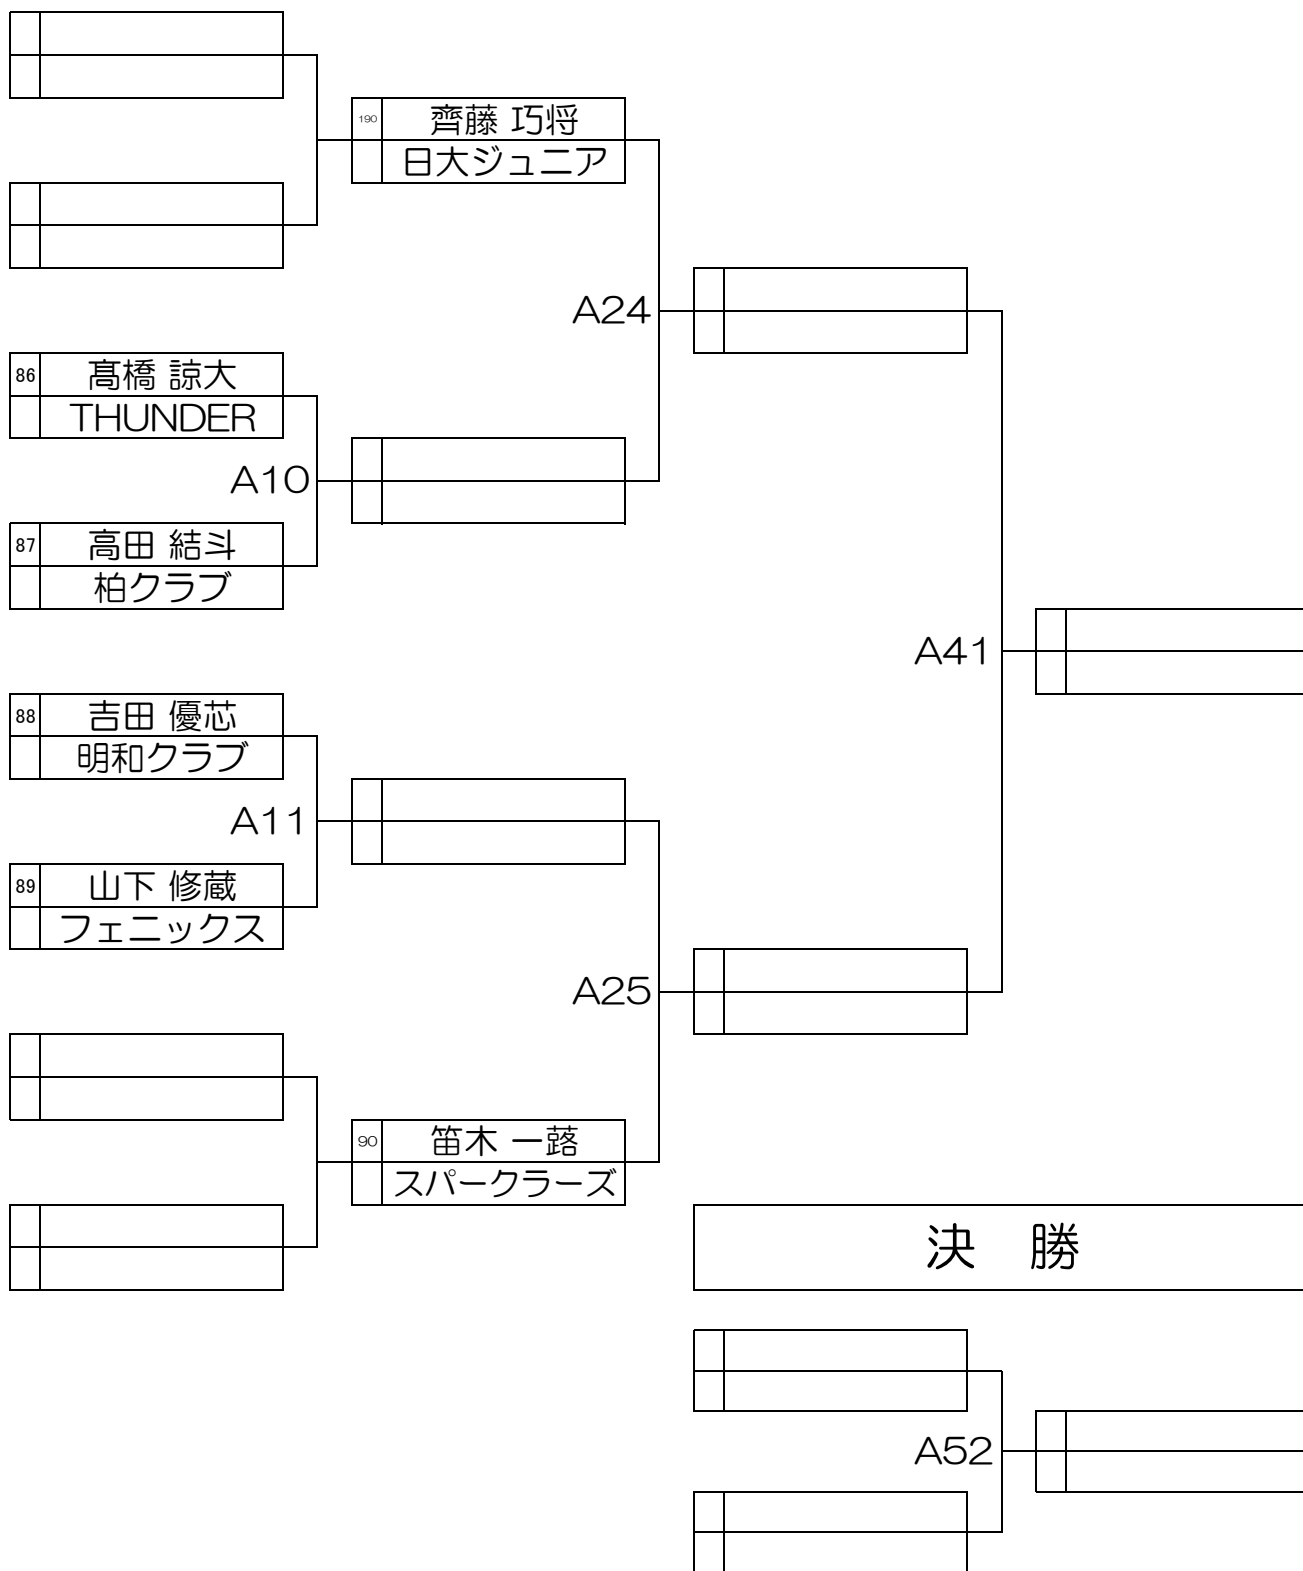 190 齊藤 巧将
日大ジュニア
A24
86 髙橋 諒大
THUNDER
A10
87 高田 結斗
柏クラブ
A41
88 吉田 優芯
明和クラブ
A11
89 山下 修蔵
フェニックス
A25
90 笛木 一蕗
スパークラーズ
決 勝
A52